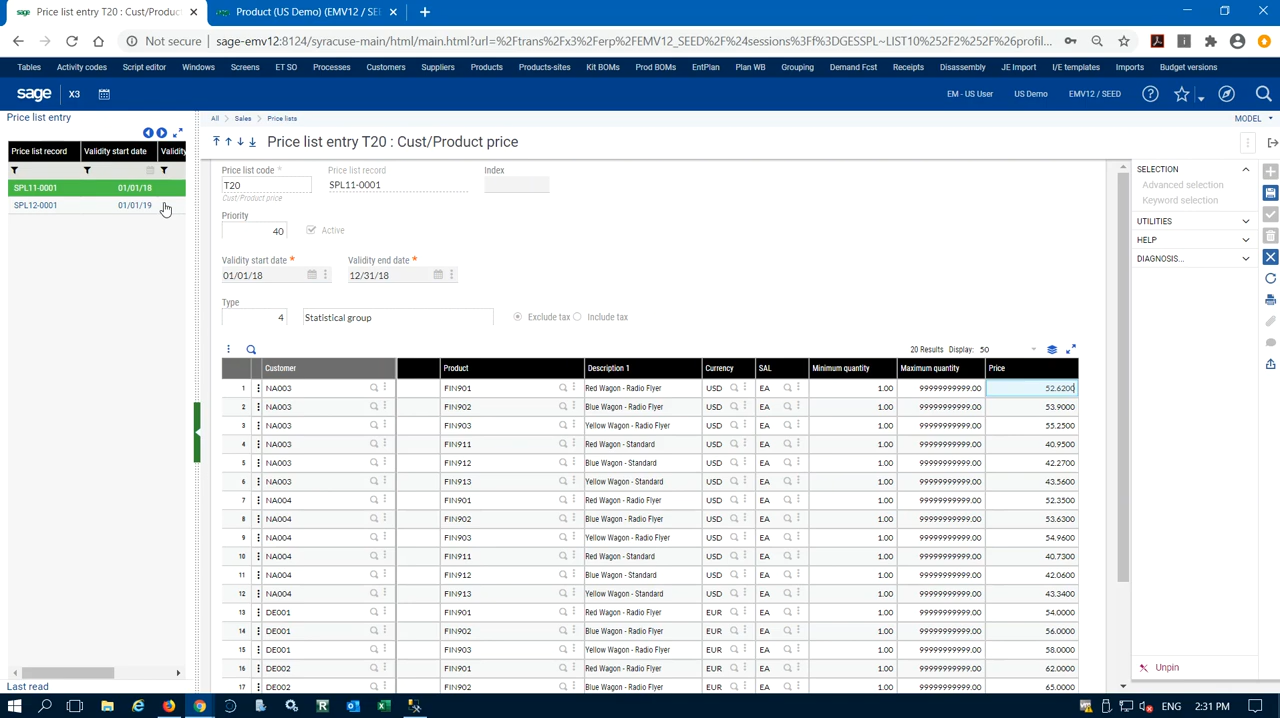 Price list entry T20 : Cust/Product
Product (US Demo) (EMV12 / SEED
Not secure | sage-emv12:8124/syracuse-main/html/main.html?url=%2Ftrans%2Fx3%2Ferp%2FEMV12_SEED%2F%24sessions%3Ff%3DGESSPL~LIST10%252F2%252F%26profil...
Tables Activity codes Script editor Windows Screens ET SO Processes Customers Suppliers Products Products-sites Kit BOMs Prod BOMs EntPlan Plan WB Grouping Demand Fcst Receipts Disassembly JE Import I/E templates Imports Budget versions
sage X3 EM - US User US Demo EMV12 / SEED
Price list entry
All Sales Price lists MODEL
Price list entry T20 : Cust/Product price
Price list record Validity start date Validity
SPL11-0001 01/01/18
SPL12-0001 01/01/19
Last read
Price list code * Price list record Index
T20 SPL11-0001
Cust/Product price
Priority
40 Active
Validity start date * Validity end date *
01/01/18 12/31/18
Type
4 Statistical group Exclude tax Include tax
20 Results Display: 50
Customer Product Description 1 Currency SAL Minimum quantity Maximum quantity Price
1 NA003 FIN901 Red Wagon - Radio Flyer USD EA 1.00 99999999999.00 52.6200
2 NA003 FIN902 Blue Wagon - Radio Flyer USD EA 1.00 99999999999.00 53.9000
3 NA003 FIN903 Yellow Wagon - Radio Flyer USD EA 1.00 99999999999.00 55.2500
4 NA003 FIN911 Red Wagon - Standard USD EA 1.00 99999999999.00 40.9500
5 NA003 FIN912 Blue Wagon - Standard USD EA 1.00 99999999999.00 42.2700
6 NA003 FIN913 Yellow Wagon - Standard USD EA 1.00 99999999999.00 43.5600
7 NA004 FIN901 Red Wagon - Radio Flyer USD EA 1.00 99999999999.00 52.3500
8 NA004 FIN902 Blue Wagon - Radio Flyer USD EA 1.00 99999999999.00 53.6300
9 NA004 FIN903 Yellow Wagon - Radio Flyer USD EA 1.00 99999999999.00 54.9600
10 NA004 FIN911 Red Wagon - Standard USD EA 1.00 99999999999.00 40.7300
11 NA004 FIN912 Blue Wagon - Standard USD EA 1.00 99999999999.00 42.0600
12 NA004 FIN913 Yellow Wagon - Standard USD EA 1.00 99999999999.00 43.3400
13 DE001 FIN901 Red Wagon - Radio Flyer EUR EA 1.00 99999999999.00 54.0000
14 DE001 FIN902 Blue Wagon - Radio Flyer EUR EA 1.00 99999999999.00 56.0000
15 DE001 FIN903 Yellow Wagon - Radio Flyer EUR EA 1.00 99999999999.00 58.0000
16 DE002 FIN901 Red Wagon - Radio Flyer EUR EA 1.00 99999999999.00 62.0000
17 DE002 FIN902 Blue Wagon - Radio Flyer EUR EA 1.00 99999999999.00 65.0000
SELECTION
Advanced selection
Keyword selection
UTILITIES
HELP
DIAGNOSIS...
Unpin
ENG 2:31 PM